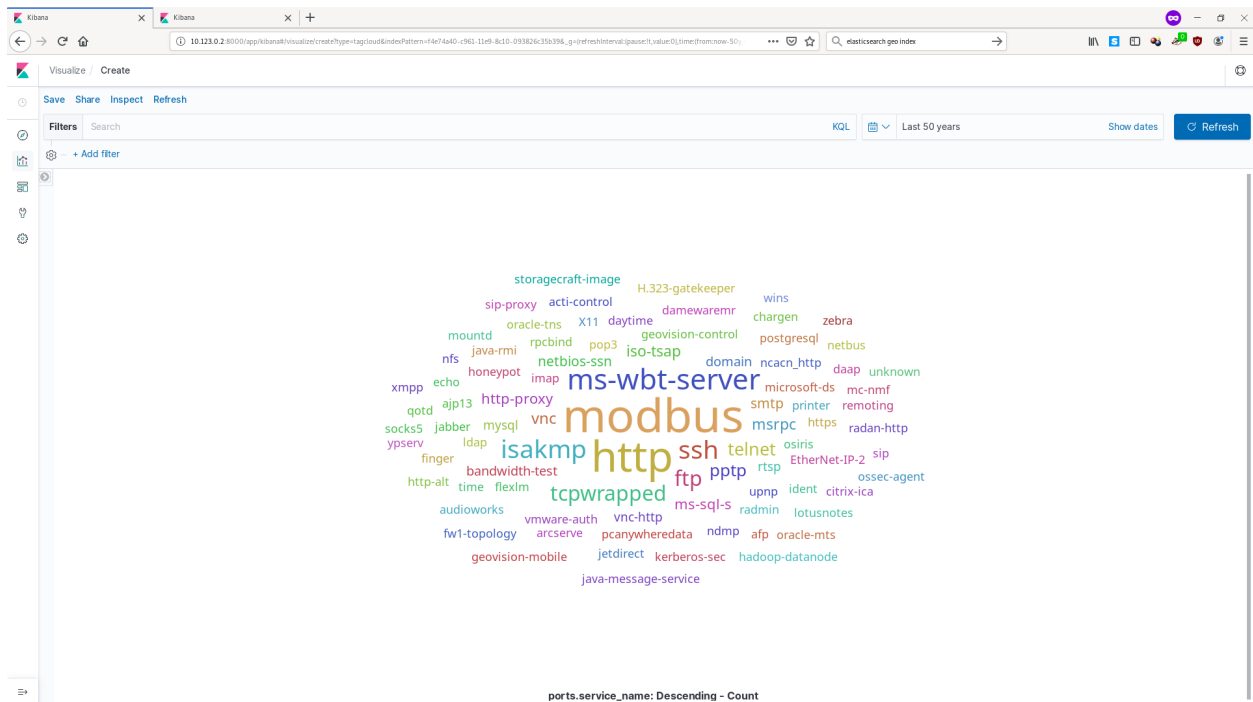 Kibana
Kibana
10.123.0.2:8000/app/kibana#/visualize/create?type=tagcloud&indexPattern=f4e74a40-c961-11e9-8c10-093826c35b39&_g=(refreshInterval:(pause:!t,value:0),time:(from:now-50y
elasticsearch geo index
0
Visualize / Create
Save Share Inspect Refresh
Filters Search KQL Last 50 years Show dates Refresh
+ Add filter
storagecraft-image
H.323-gatekeeper
sip-proxy acti-control wins
damewaremr
oracle-tns X11 daytime chargen zebra
mountd rpcbind pop3 geovision-control postgresql netbus
nfs java-rmi netbios-ssn iso-tsap domain ncacn_http
honeypot imap ms-wbt-server daap unknown
xmpp echo microsoft-ds mc-nmf
qotd ajp13 http-proxy modbus smtp printer remoting
socks5 jabber mysql vnc msrpc https radan-http
ypserv ldap isakmp http ssh telnet osiris
finger EtherNet-IP-2 sip
bandwidth-test ftp pptp rtsp ossec-agent
http-alt time flexlm tcpwrapped upnp ident citrix-ica
audioworks ms-sql-s radmin lotusnotes
vmware-auth vnc-http
fw1-topology arcserve pcanywheredata ndmp afp oracle-mts
geovision-mobile jetdirect kerberos-sec hadoop-datanode
java-message-service
ports.service_name: Descending - Count